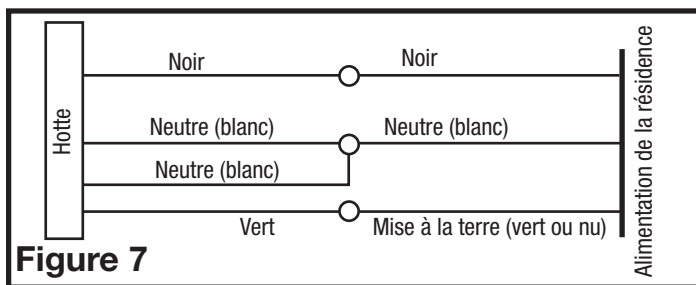 Hotte
Noir
Noir
Neutre (blanc)
Neutre (blanc)
Neutre (blanc)
Vert
Mise à la terre (vert ou nu)
Alimentation de la résidence
Figure 7